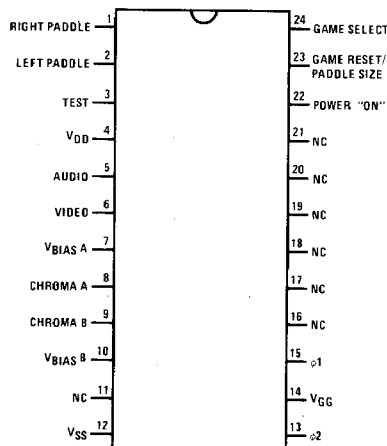 RIGHT PADDLE 1
LEFT PADDLE 2
TEST 3
VDD 4
AUDIO 5
VIDEO 6
VBIAS A 7
CHROMA A 8
CHROMA B 9
VBIAS B 10
NC 11
VSS 12
24 GAME SELECT
23 GAME RESET/
PADDLE SIZE
22 POWER "ON"
21 NC
20 NC
19 NC
18 NC
17 NC
16 NC
15 φ1
14 VGG
13 φ2